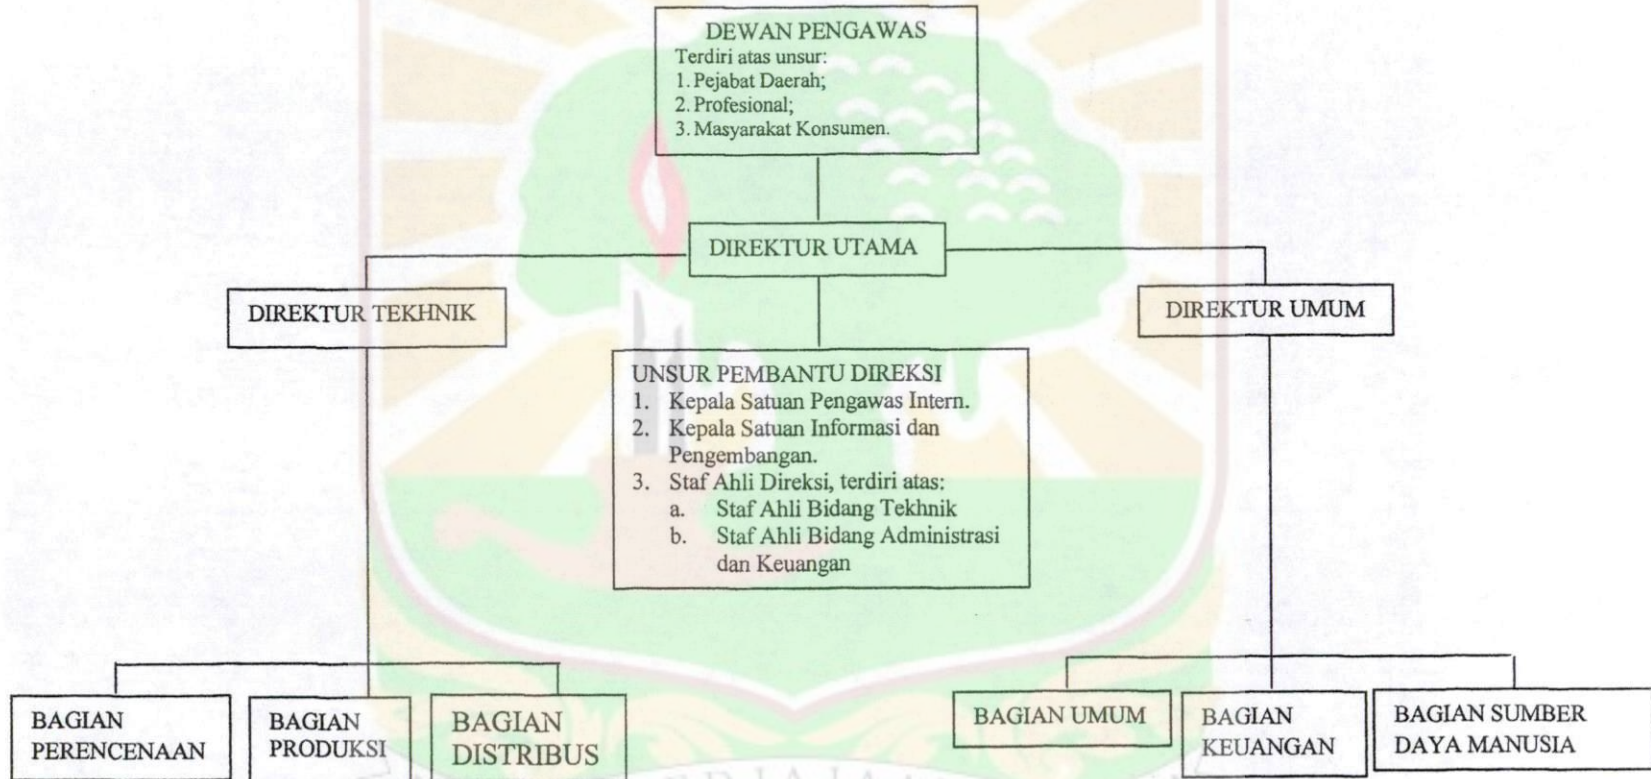 DEWAN PENGAWAS
Terdiri atas unsur:
1. Pejabat Daerah;
2. Profesional;
3. Masyarakat Konsumen.
DIREKTUR UTAMA
DIREKTUR TEKHNIK
DIREKTUR UMUM
UNSUR PEMBANTU DIREKSI
1. Kepala Satuan Pengawas Intern.
2. Kepala Satuan Informasi dan
Pengembangan.
3. Staf Ahli Direksi, terdiri atas:
a. Staf Ahli Bidang Tekhnik
b. Staf Ahli Bidang Administrasi
dan Keuangan
BAGIAN
PERENCENAAN
BAGIAN
PRODUKSI
BAGIAN
DISTRIBUS
BAGIAN UMUM
BAGIAN
KEUANGAN
BAGIAN SUMBER
DAYA MANUSIA